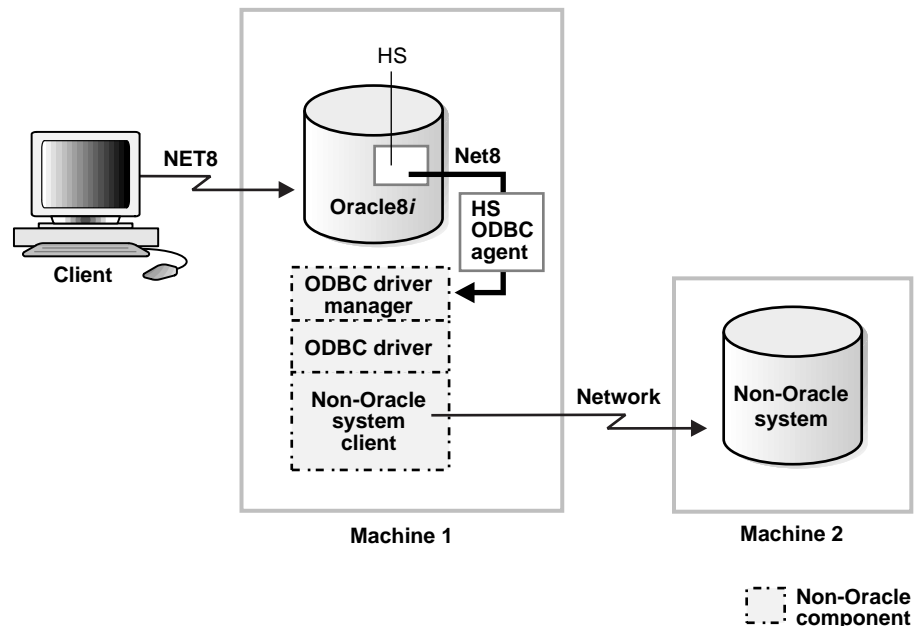 HS
NET8
Net8
Oracle8i
HS
ODBC
agent
Client
ODBC driver
manager
ODBC driver
Non-Oracle
system
client
Network
Non-Oracle
system
Machine 1
Machine 2
Non-Oracle
component